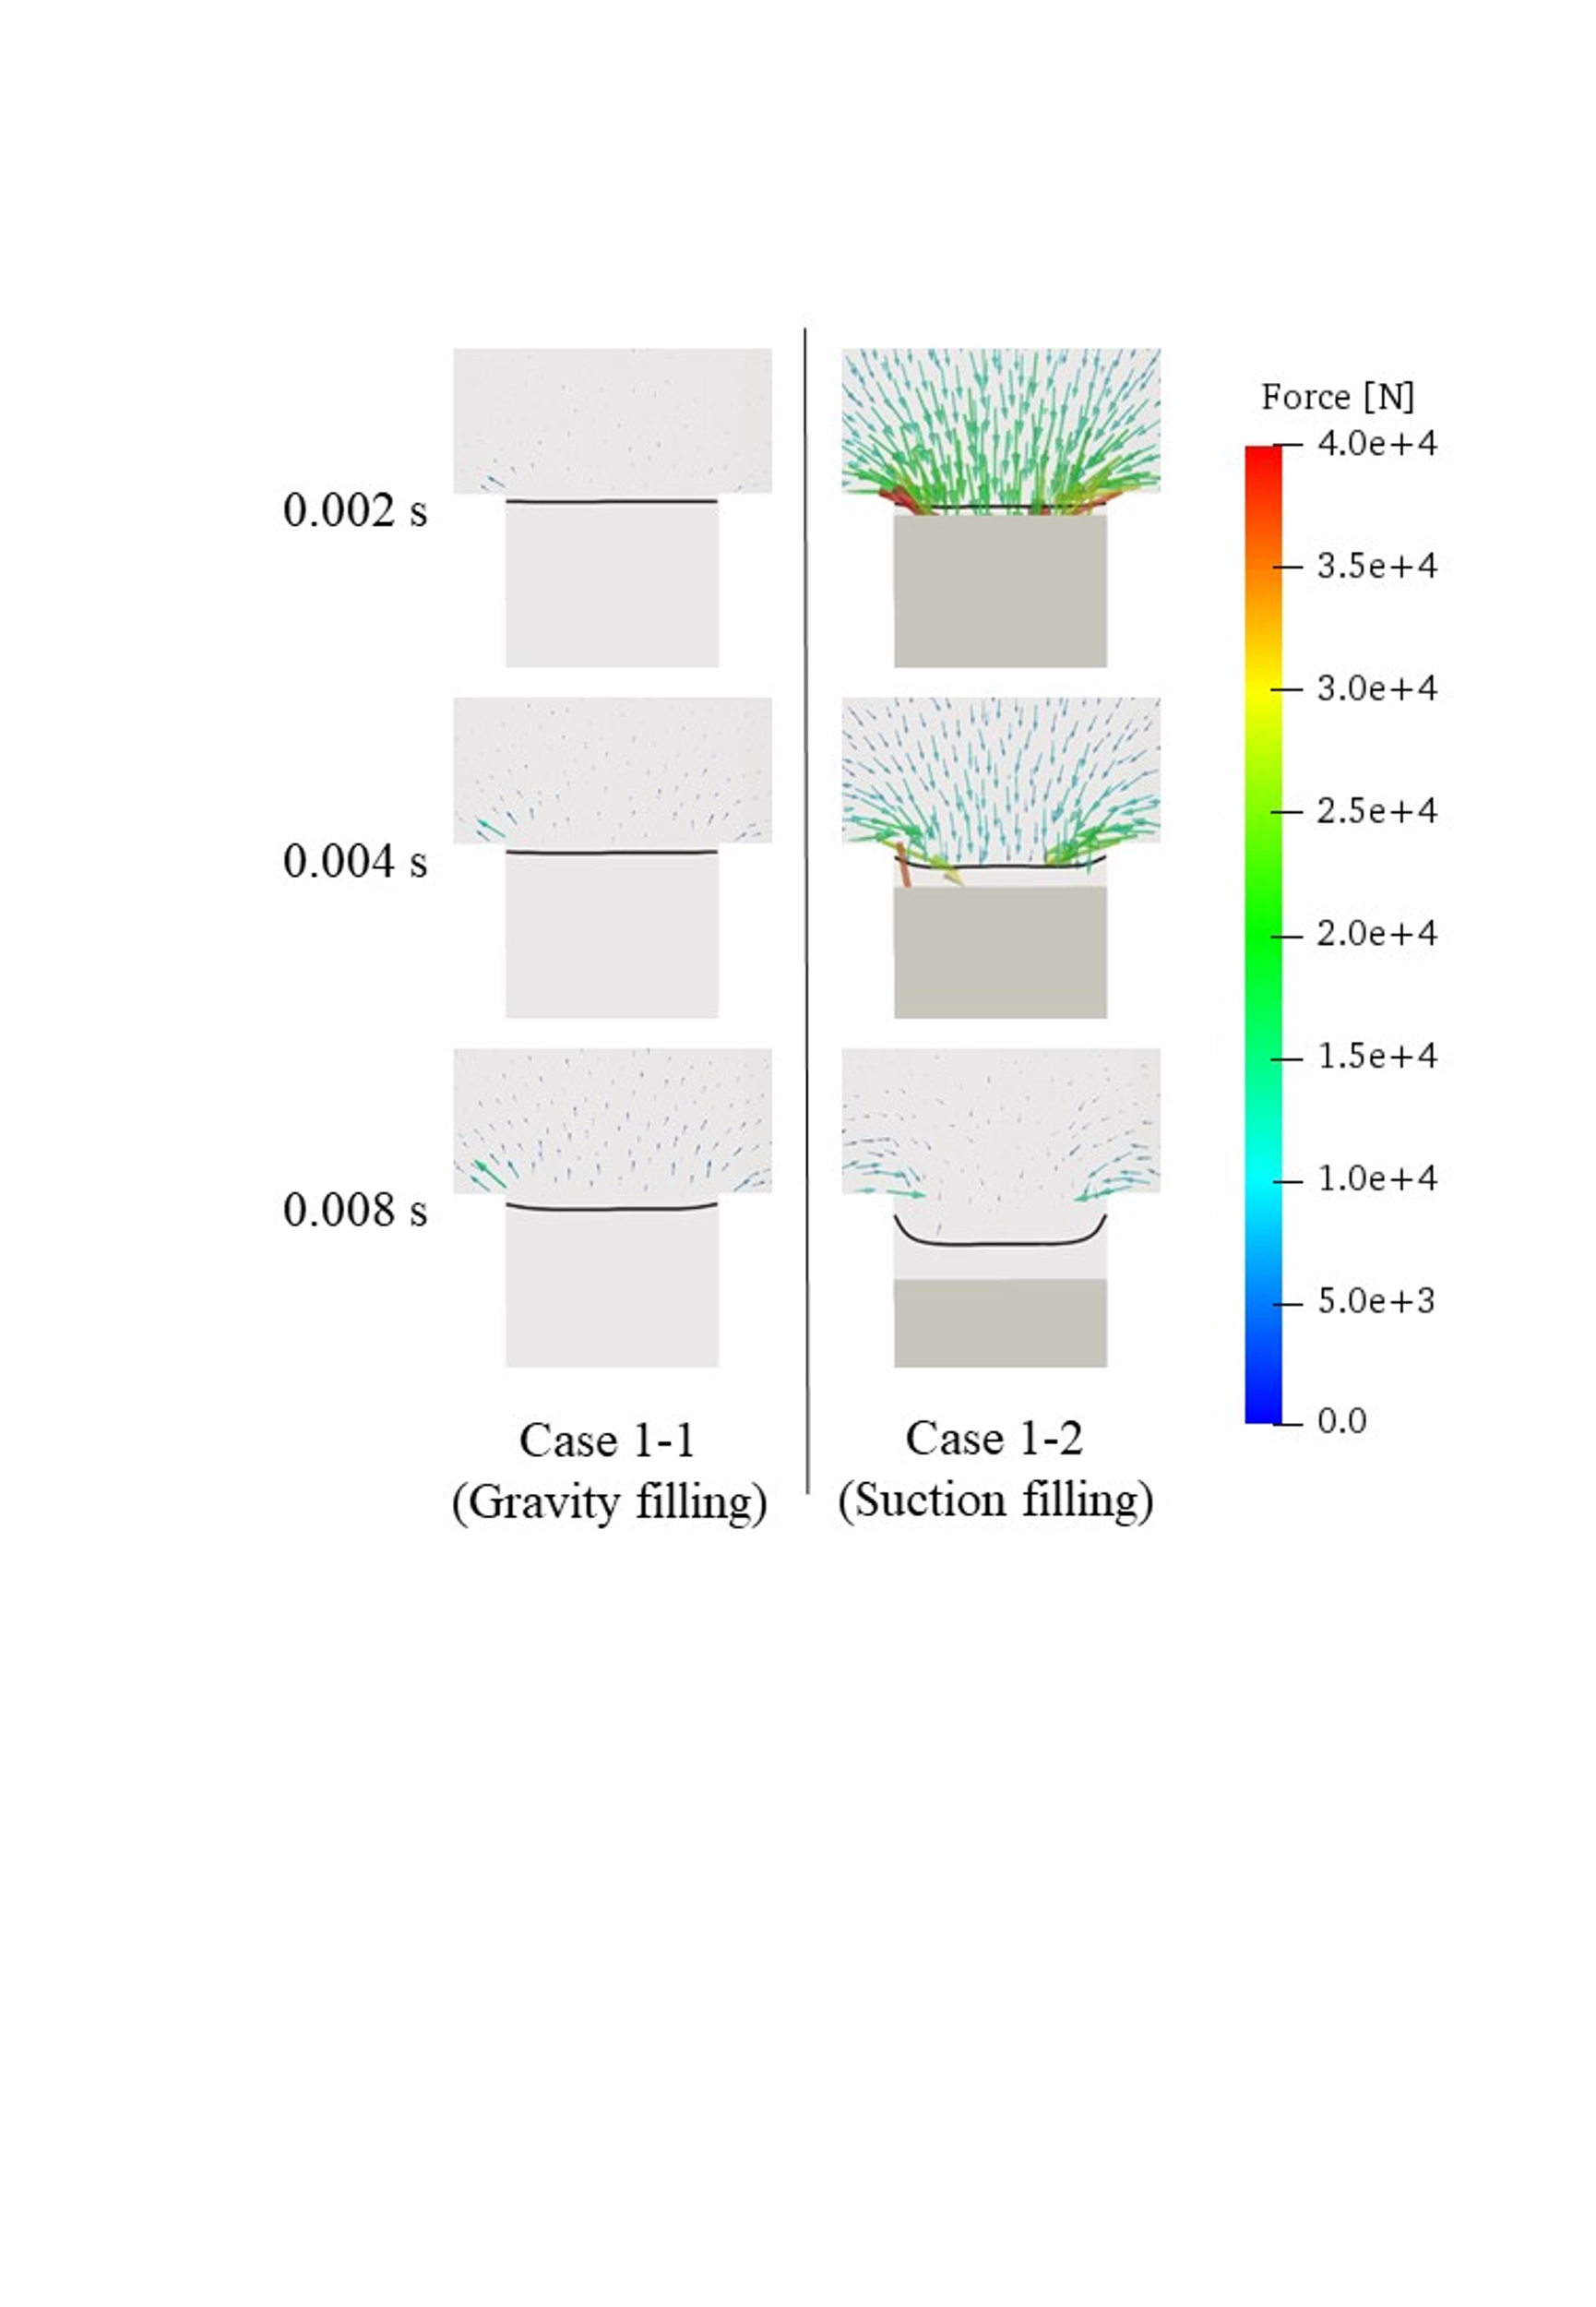 0.002 s
0.004 s
0.008 s
Case 1-1
(Gravity filling)
Case 1-2
(Suction filling)
Force [N]
4.0e+4
3.5e+4
3.0e+4
2.5e+4
2.0e+4
1.5e+4
1.0e+4
5.0e+3
0.0